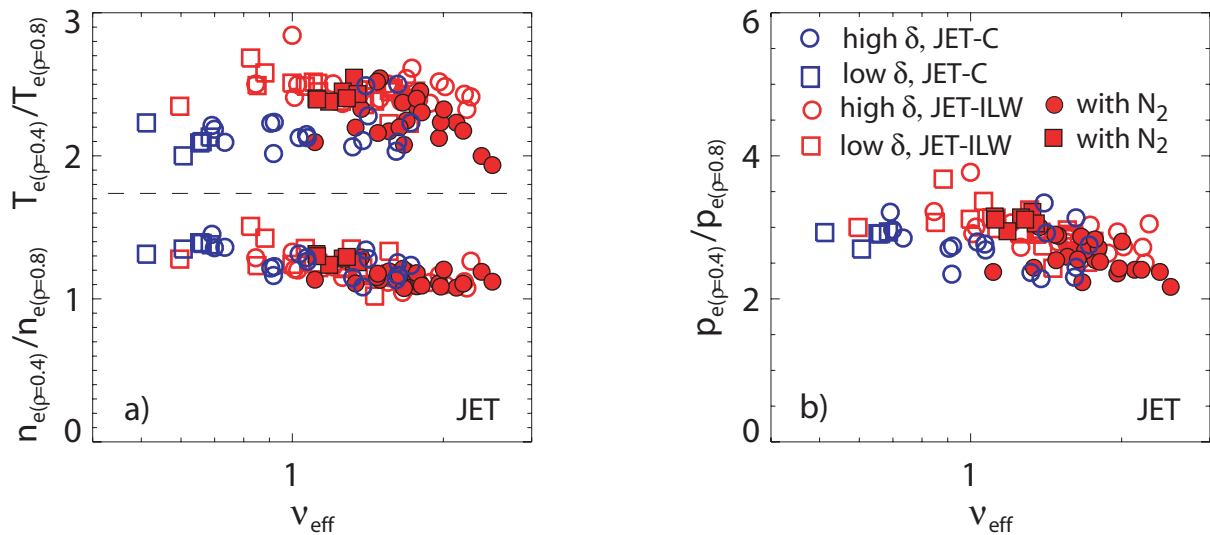 n_e(ρ=0.4)/n_e(ρ=0.8) T_e(ρ=0.4)/T_e(ρ=0.8)
3
2
1
0
a)
JET
1
ν_eff
p_e(ρ=0.4)/p_e(ρ=0.8)
6
4
2
0
high δ, JET-C
low δ, JET-C
high δ, JET-ILW
with N₂
low δ, JET-ILW
with N₂
b)
JET
1
ν_eff